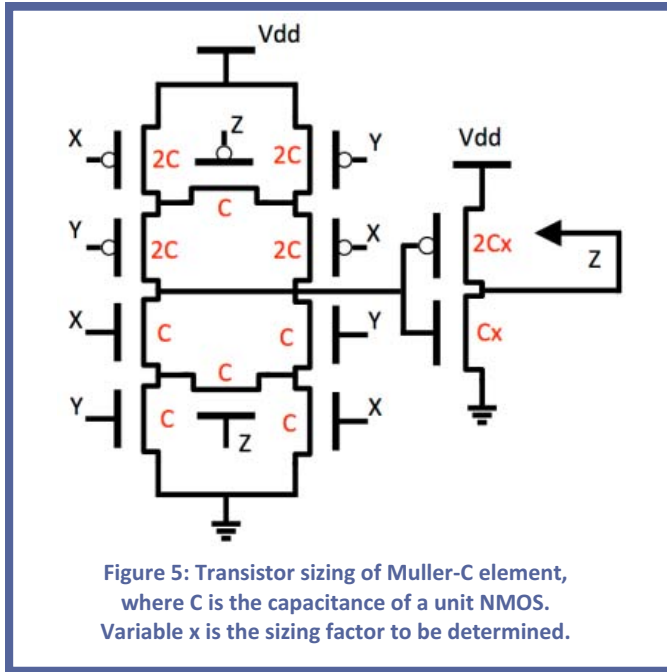 Vdd
X
Z
Y
2C
2C
C
Vdd
Y
X
2C
2C
2Cx
Z
X
Y
C
C
C
Cx
Y
X
C
C
Z
Figure 5: Transistor sizing of Muller-C element,
where C is the capacitance of a unit NMOS.
Variable x is the sizing factor to be determined.